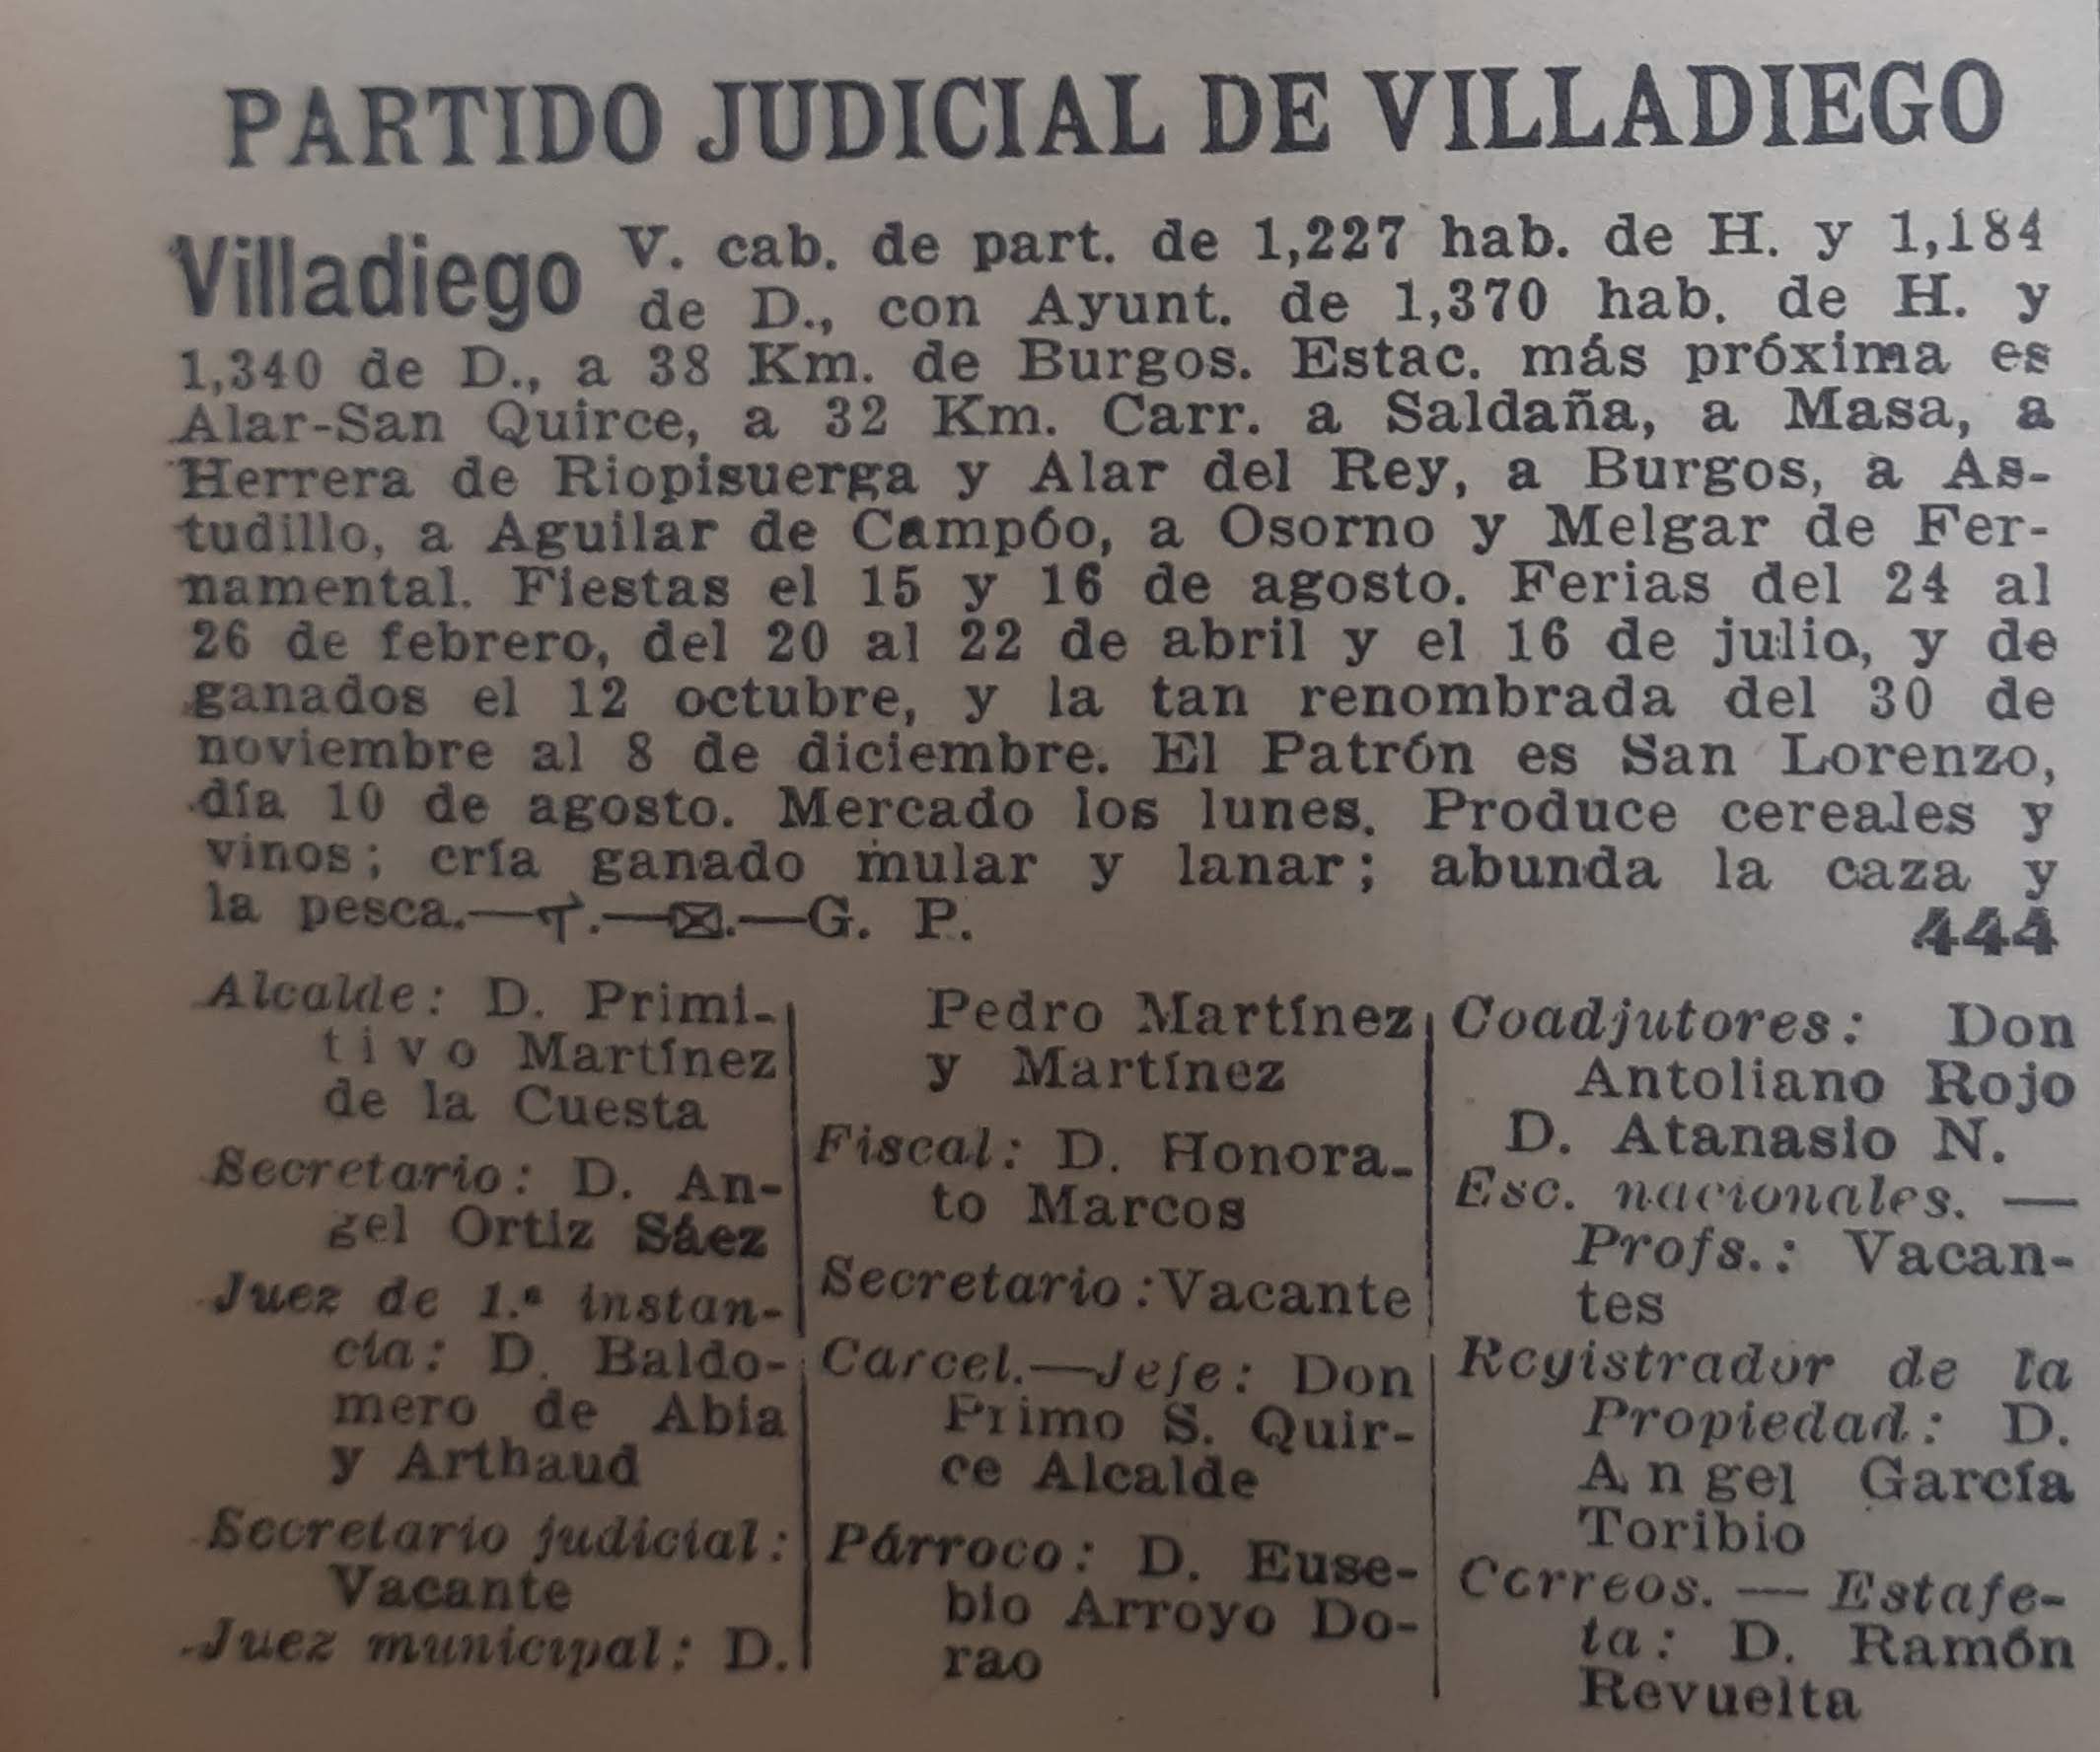 PARTIDO JUDICIAL DE VILLADIEGO
Villadiego V. cab. de part. de 1,227 hab. de H. y 1,184
de D., con Ayunt. de 1,370 hab. de H. y
1,340 de D., a 38 Km. de Burgos. Estac. más próxima es
Alar-San Quirce, a 32 Km. Carr. a Saldaña, a Masa, a
Herrera de Riopisuerga y Alar del Rey, a Burgos, a As-
tudillo, a Aguilar de Campóo, a Osorno y Melgar de Fer-
namental. Fiestas el 15 y 16 de agosto. Ferias del 24 al
26 de febrero, del 20 al 22 de abril y el 16 de julio, y de
ganados el 12 octubre, y la tan renombrada del 30 de
noviembre al 8 de diciembre. El Patrón es San Lorenzo,
día 10 de agosto. Mercado los lunes. Produce cereales y
vinos; cría ganado mular y lanar; abunda la caza y
la pesca.—.—.—G. P. 444
Alcalde: D. Primi-
tivo Martínez
de la Cuesta
Secretario: D. An-
gel Ortiz Sáez
Juez de 1.ª instan-
cia: D. Baldo-
mero de Abia
y Arthaud
Secretario judicial:
Vacante
Juez municipal: D.
Pedro Martínez
y Martínez
Fiscal: D. Honora-
to Marcos
Secretario: Vacante
Carcel.—Jefe: Don
Primo S. Quir-
ce Alcalde
Párroco: D. Euse-
bio Arroyo Do-
rao
Coadjutores: Don
Antoliano Rojo
D. Atanasio N.
Esc. nacionales. —
Profs.: Vacan-
tes
Registrador de la
Propiedad: D.
Angel García
Toribio
Correos. — Estafe-
ta: D. Ramón
Revuelta